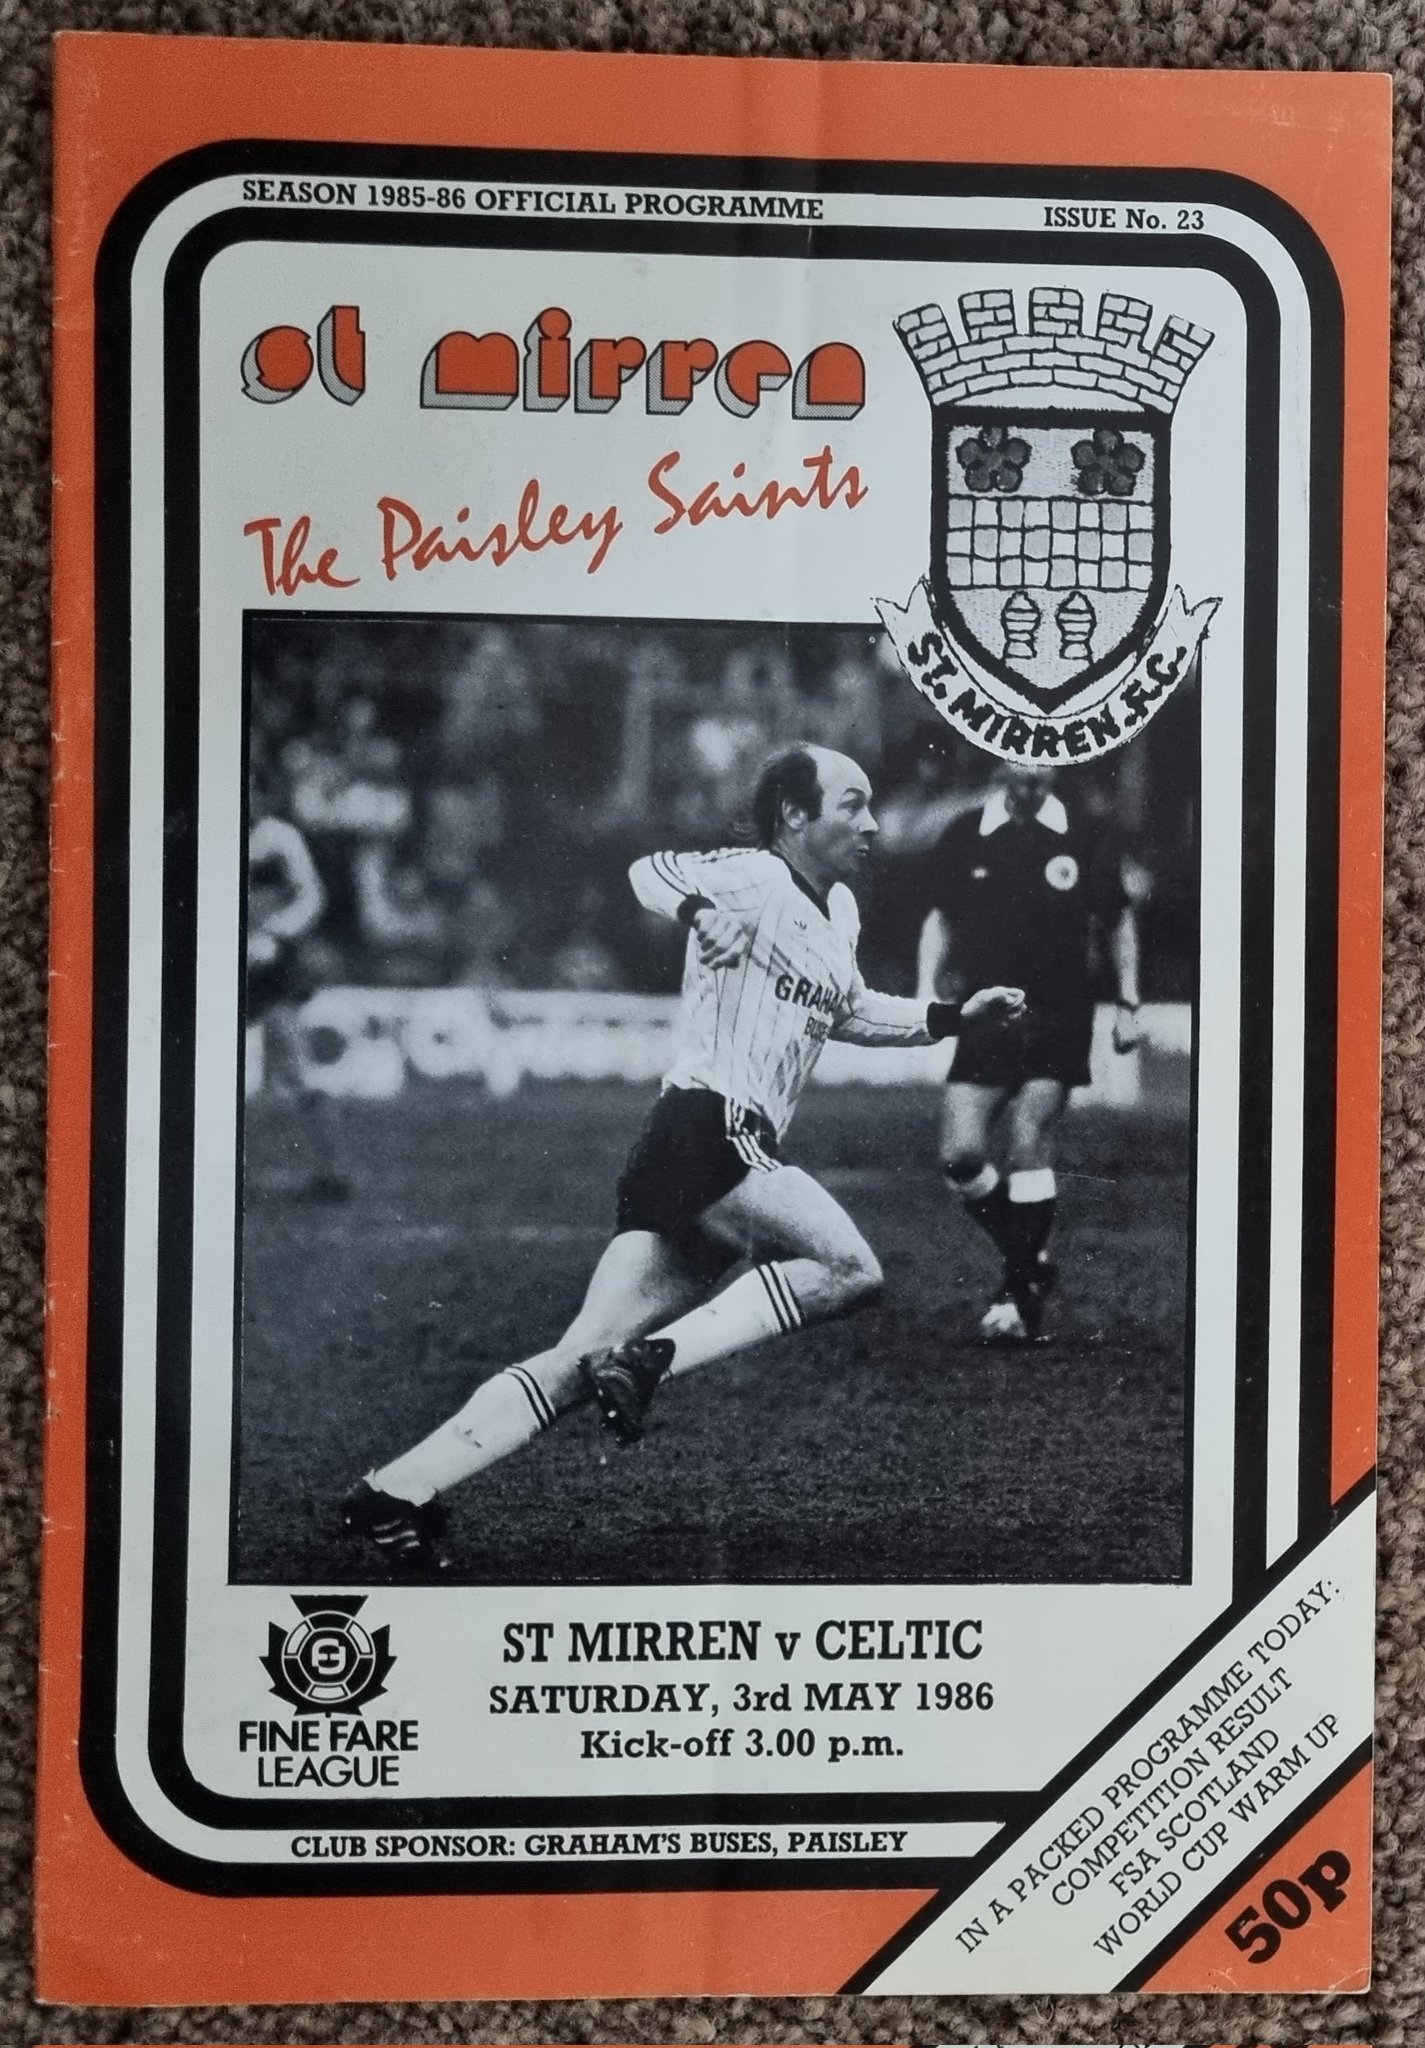 SEASON 1985-86 OFFICIAL PROGRAMME
ISSUE No. 23
st mirren
The Paisley Saints
ST. MIRREN.F.C.
GRAHA
BUSE
ST MIRREN v CELTIC
SATURDAY, 3rd MAY 1986
Kick-off 3.00 p.m.
FINE FARE
LEAGUE
CLUB SPONSOR: GRAHAM'S BUSES, PAISLEY
IN A PACKED PROGRAMME TODAY:
COMPETITION RESULT
FSA SCOTLAND
WORLD CUP WARM UP
50p